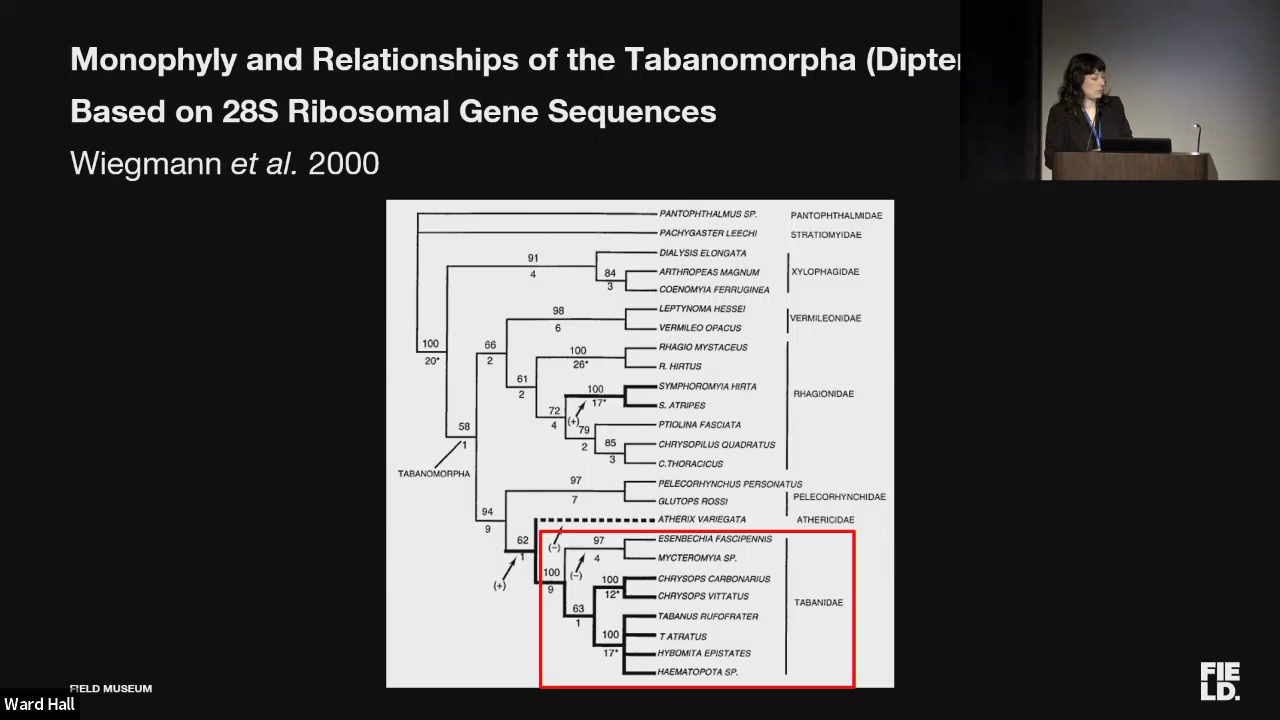 Monophyly and Relationships of the Tabanomorpha (Dipter
Based on 28S Ribosomal Gene Sequences
Wiegmann et al. 2000
PANTOPHTHALMUS SP. PANTOPHTHALMIDAE
PACHYGASTER LEECHI STRATIOMYIDAE
DIALYSIS ELONGATA
91
4
84
3
ARTHROPEAS MAGNUM XYLOPHAGIDAE
COENOMYIA FERRUGINEA
98
6
LEPTYNOMA HESSEI
VERMILEONIDAE
VERMILEO OPACUS
100
20*
66
2
100
26*
RHAGIO MYSTACEUS
R. HIRTUS
61
2
100
17*
SYMPHOROMYIA HIRTA
RHAGIONIDAE
S. ATRIPES
72
4
(+)
79
2
PTIOLINA FASCIATA
85
3
CHRYSOPILUS QUADRATUS
C.THORACICUS
58
1
TABANOMORPHA
97
7
PELECORHYNCHUS PERSONATUS
PELECORHYNCHIDAE
GLUTOPS ROSSI
94
9
ATHERIX VARIEGATA ATHERICIDAE
62
1
(–)
(+)
97
4
ESENBECHIA FASCIPENNIS
MYCTEROMYIA SP.
(–)
100
9
100
12*
CHRYSOPS CARBONARIUS
CHRYSOPS VITTATUS
TABANIDAE
63
1
TABANUS RUFOFRATER
100
17*
T ATRATUS
HYBOMITA EPISTATES
HAEMATOPOTA SP.
FIELD MUSEUM
Ward Hall
FIE
LD.